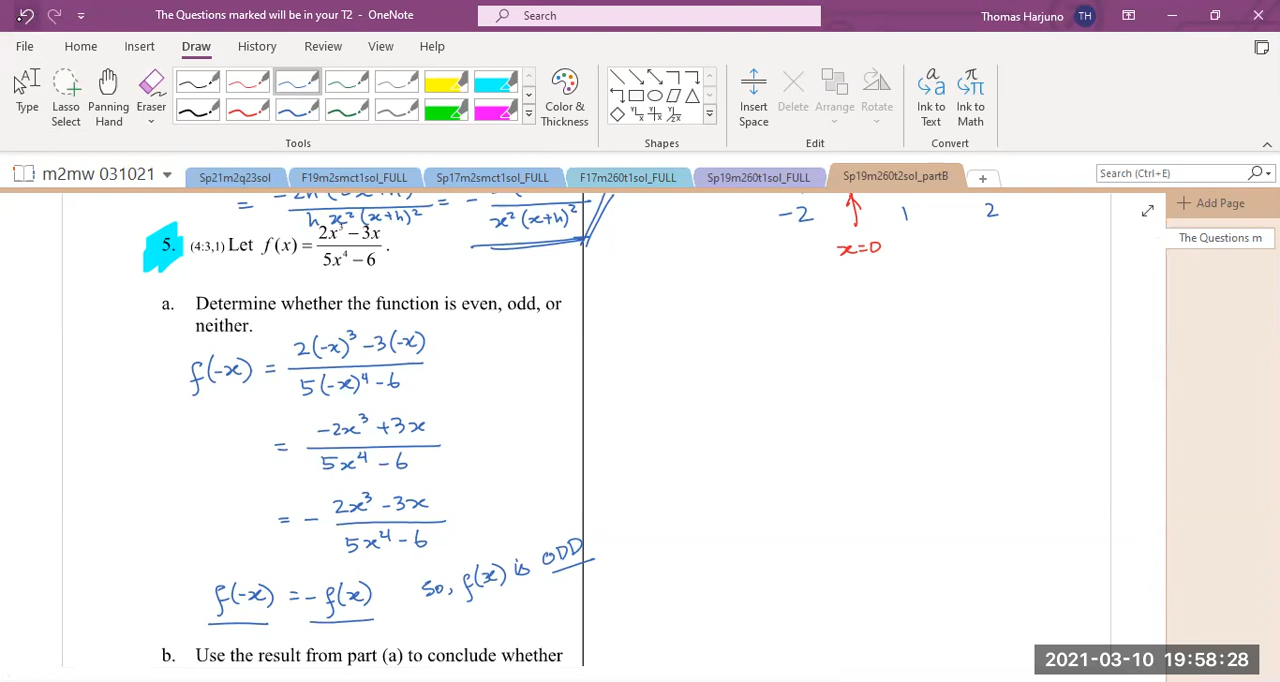 The Questions marked will be in your T2 - OneNote
Search
Thomas Harjuno TH
File Home Insert Draw History Review View Help
Type Lasso Select Panning Hand Eraser
Color & Thickness
Insert Space Delete Arrange Rotate
Ink to Text Ink to Math
Tools Shapes Edit Convert
m2mw 031021 Sp21m2q23sol F19m2smct1sol_FULL Sp17m2smct1sol_FULL F17m260t1sol_FULL Sp19m260t1sol_FULL Sp19m260t2sol_partB
Search (Ctrl+E)
Add Page
The Questions m
h x²(x+h)² = - x²(x+h)²
-2 1 2
x=0
5. (4:3,1) Let f(x) = (2x³ − 3x)/(5x⁴ − 6).
a. Determine whether the function is even, odd, or
neither.
f(-x) = (2(-x)³ -3(-x))/(5(-x)⁴ -6)
= (-2x³ +3x)/(5x⁴ -6)
= - (2x³ -3x)/(5x⁴ -6)
f(-x) = - f(x) so, f(x) is ODD
b. Use the result from part (a) to conclude whether
2021-03-10 19:58:28